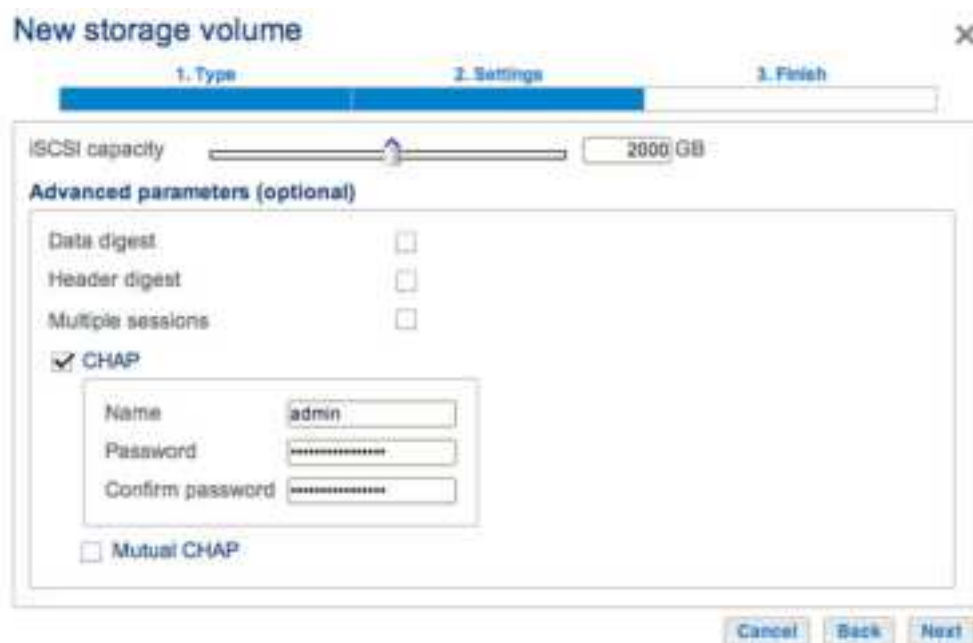 New storage volume
1. Type 2. Settings 3. Finish
iSCSI capacity 2000 GB
Advanced parameters (optional)
Data digest
Header digest
Multiple sessions
CHAP
Name admin
Password ••••••••••••••••
Confirm password ••••••••••••••••
Mutual CHAP
Cancel Back Next